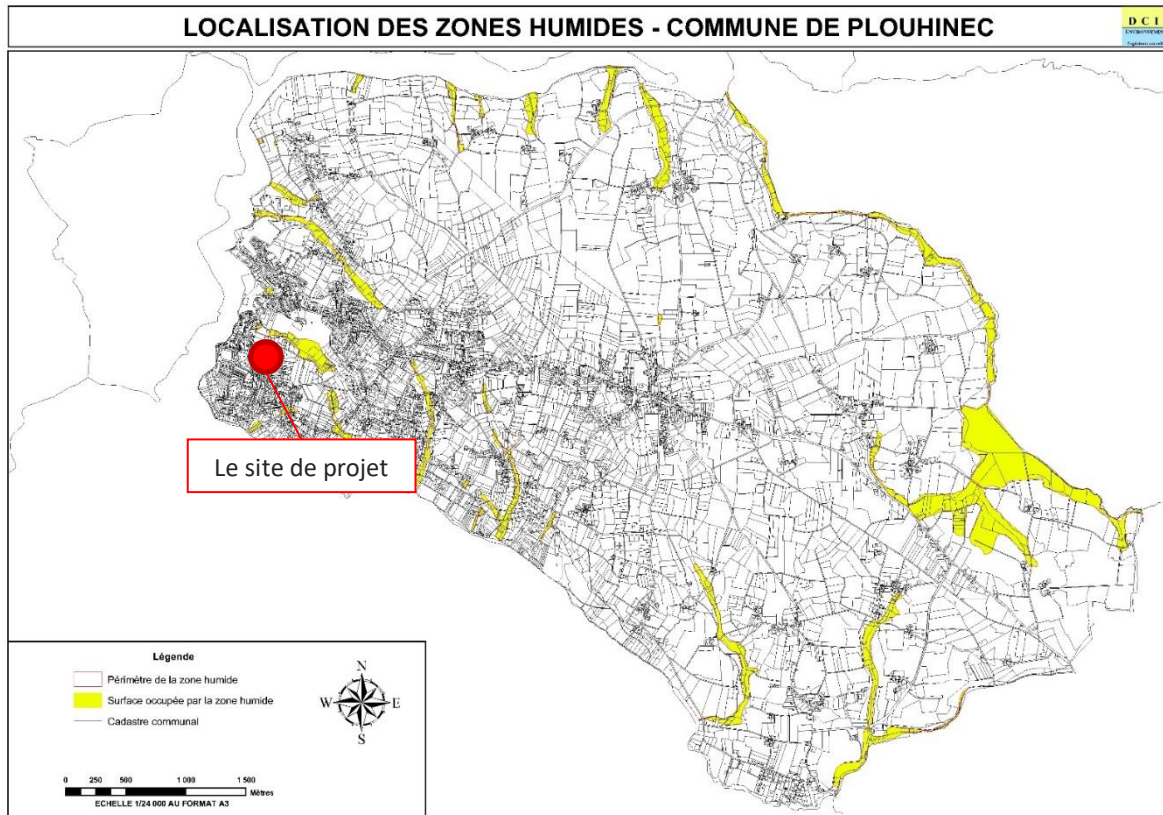 LOCALISATION DES ZONES HUMIDES - COMMUNE DE PLOUHINEC
DCI
ENVIRONNEMENT
Le site de projet
Légende
Périmètre de la zone humide
Surface occupée par la zone humide
Cadastre communal
N
W E
S
0 250 500 1 000 1 500
Mètres
ECHELLE 1/24 000 AU FORMAT A3